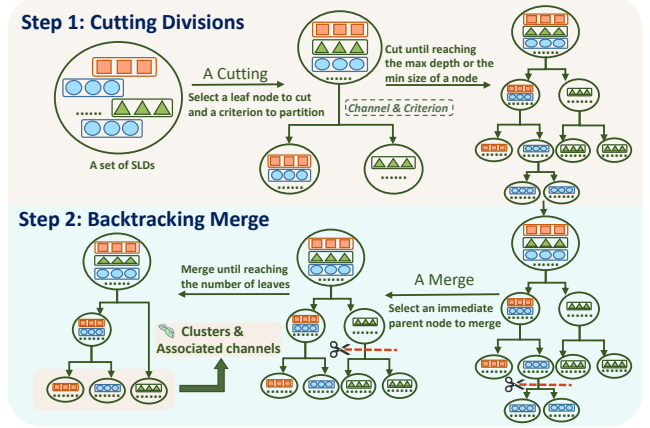 Step 1: Cutting Divisions
A Cutting
Select a leaf node to cut
and a criterion to partition
A set of SLDs
......
......
Channel & Criterion
......
......
Cut until reaching
the max depth or the
min size of a node
......
......
......
......
......
......
......
......
......
Step 2: Backtracking Merge
......
A Merge
Select an immediate
parent node to merge
......
......
......
......
......
......
......
......
......
Merge until reaching
the number of leaves
......
......
......
......
......
......
......
Clusters &
Associated channels
......
......
......
......
......